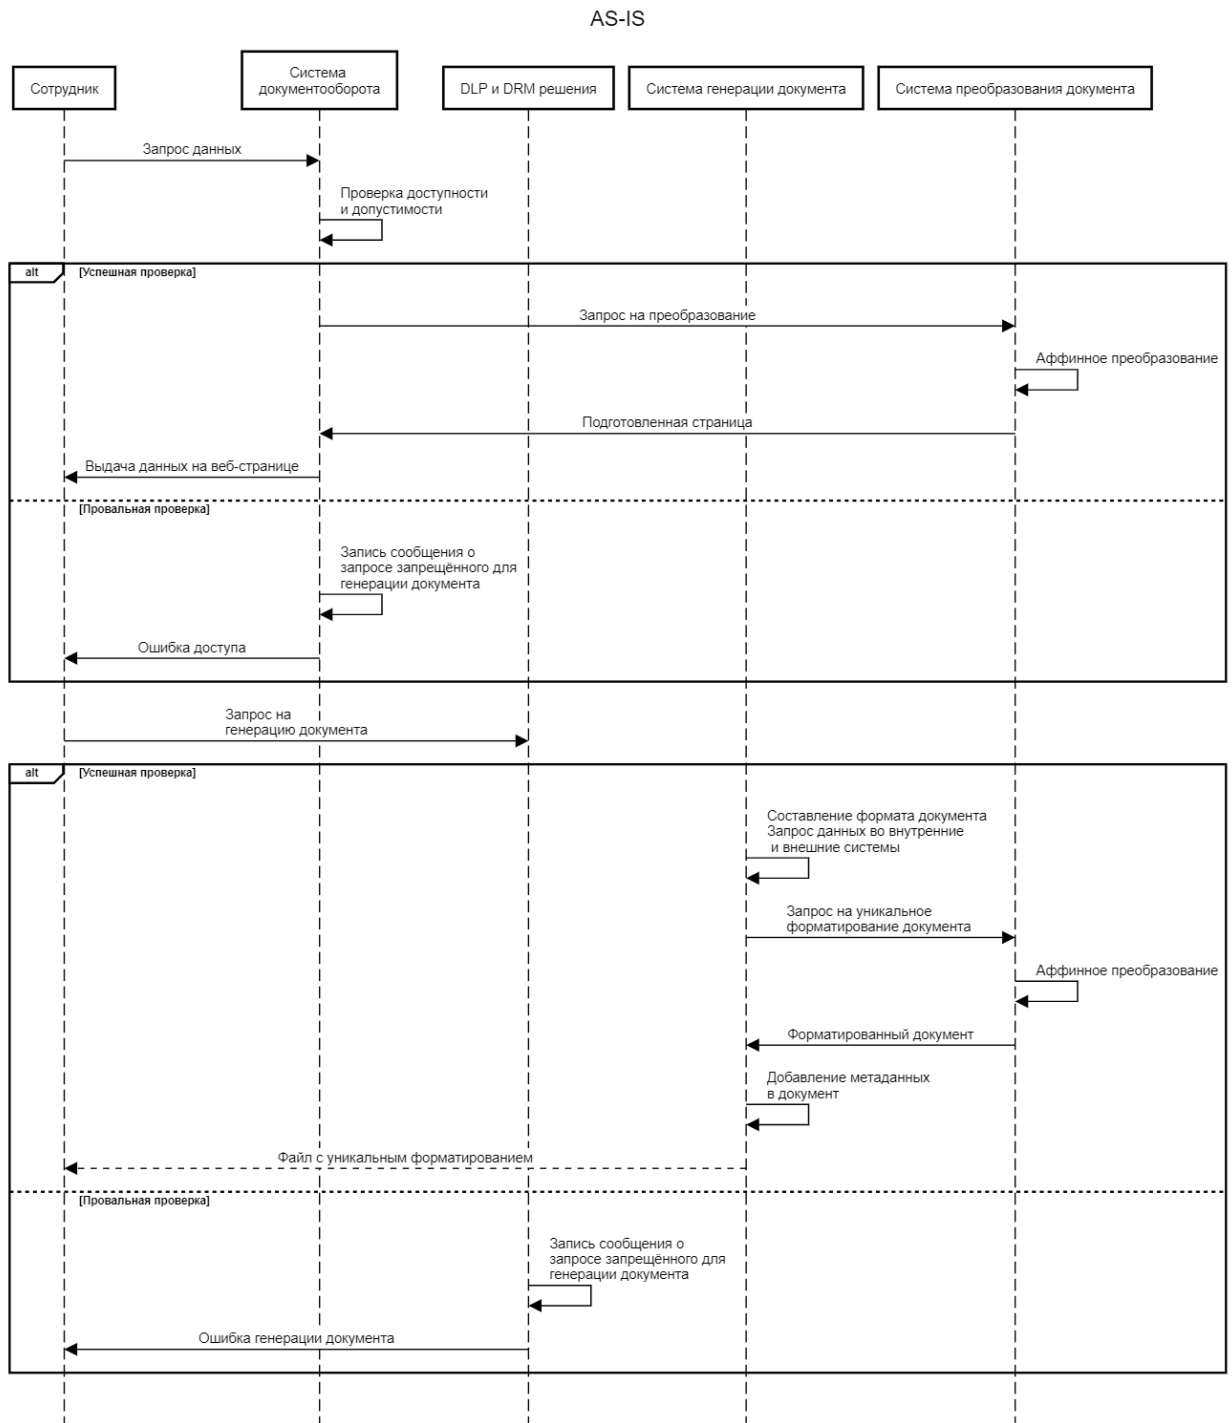 AS-IS
Сотрудник
Система
документооборота
DLP и DRM решения
Система генерации документа
Система преобразования документа
Запрос данных
Проверка доступности
и допустимости
alt
[Успешная проверка]
Запрос на преобразование
Аффинное преобразование
Подготовленная страница
Выдача данных на веб-странице
[Провальная проверка]
Запись сообщения о
запросе запрещённого для
генерации документа
Ошибка доступа
Запрос на
генерацию документа
alt
[Успешная проверка]
Составление формата документа
Запрос данных во внутренние
и внешние системы
Запрос на уникальное
форматирование документа
Аффинное преобразование
Форматированный документ
Добавление метаданных
в документ
Файл с уникальным форматированием
[Провальная проверка]
Запись сообщения о
запросе запрещённого для
генерации документа
Ошибка генерации документа